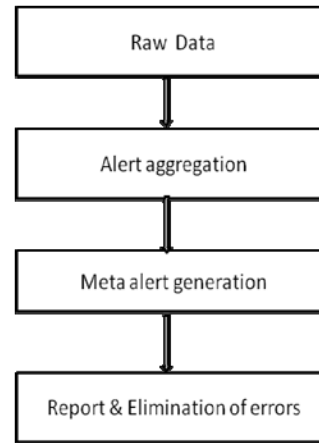 Raw Data
Alert aggregation
Meta alert generation
Report & Elimination of errors